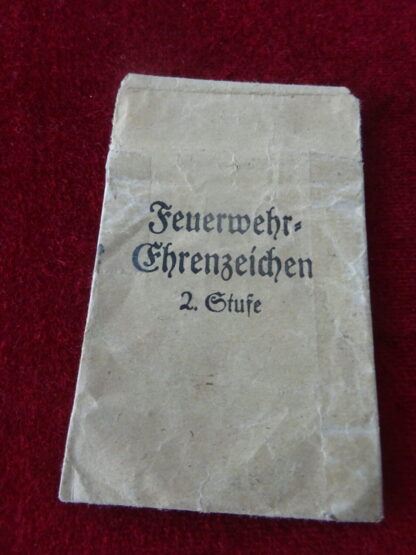 Feuerwehr-
Ehrenzeichen
2. Stufe